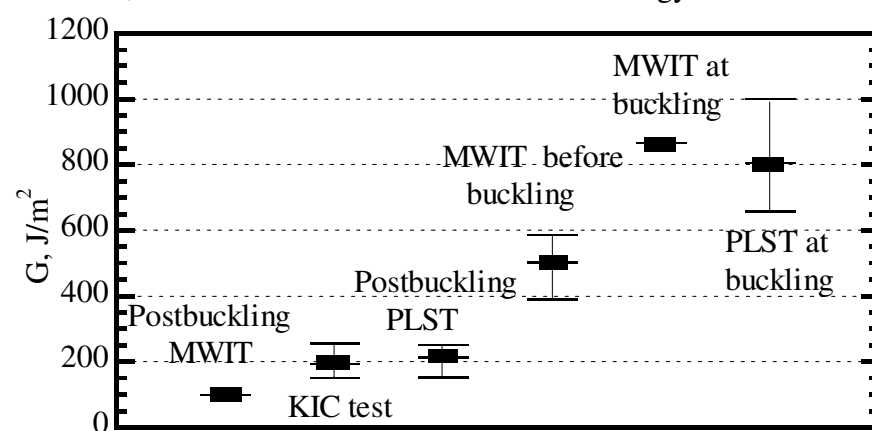 1200
1000
800
600
400
200
0
G, J/m2
MWIT at
buckling
MWIT before
buckling
PLST at
buckling
Postbuckling
PLST
Postbuckling
MWIT
KIC test